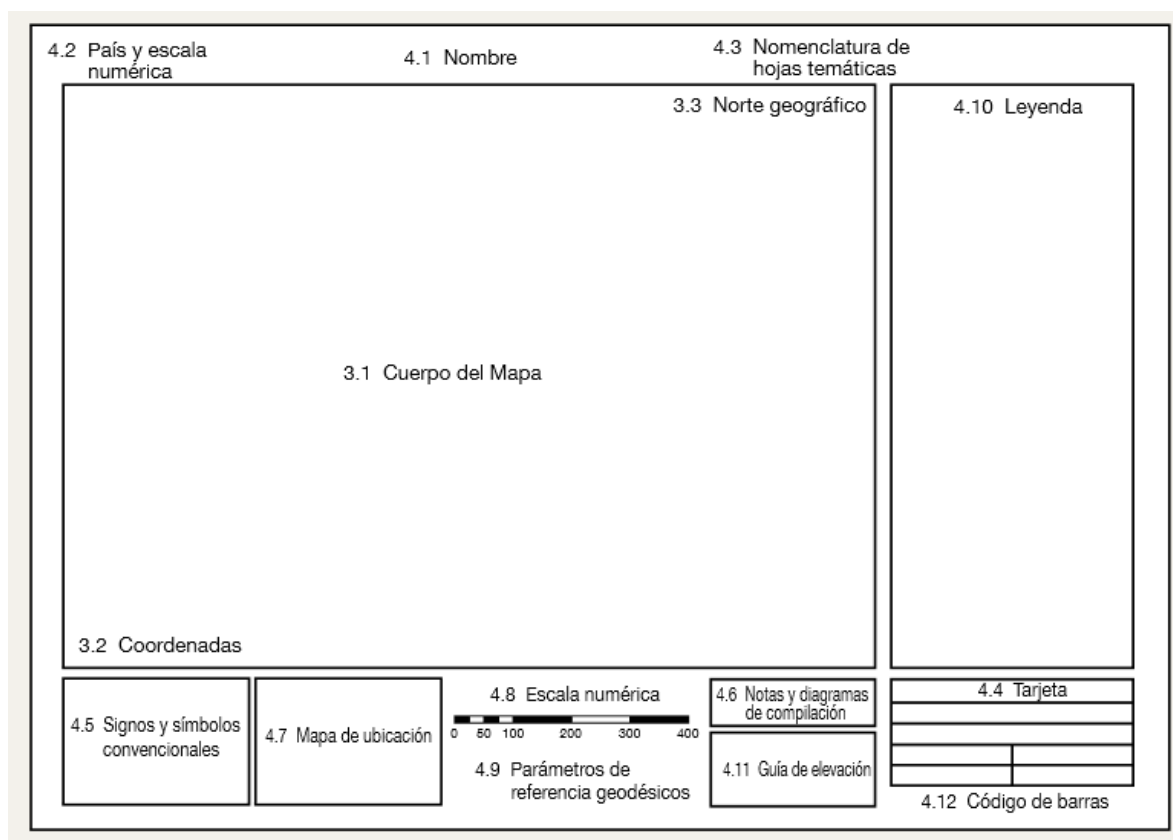 4.2 País y escala
numérica
4.1 Nombre
4.3 Nomenclatura de
hojas temáticas
3.3 Norte geográfico
4.10 Leyenda
3.1 Cuerpo del Mapa
3.2 Coordenadas
4.5 Signos y símbolos
convencionales
4.7 Mapa de ubicación
4.8 Escala numérica
0 50 100 200 300 400
4.9 Parámetros de
referencia geodésicos
4.6 Notas y diagramas
de compilación
4.11 Guía de elevación
4.4 Tarjeta
4.12 Código de barras